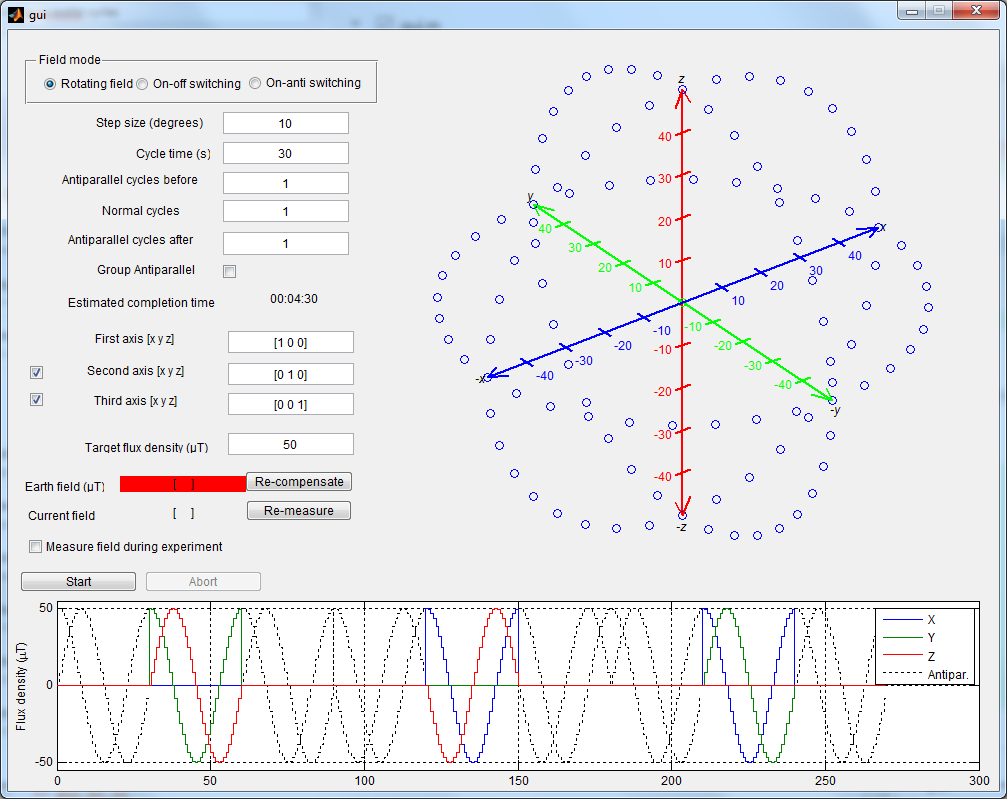 gui
Field mode
Rotating field On-off switching On-anti switching
Step size (degrees) 10
Cycle time (s) 30
Antiparallel cycles before 1
Normal cycles 1
Antiparallel cycles after 1
Group Antiparallel
Estimated completion time 00:04:30
First axis [x y z] [1 0 0]
Second axis [x y z] [0 1 0]
Third axis [x y z] [0 0 1]
Target flux density (µT) 50
Earth field (µT) [ ] Re-compensate
Current field [ ] Re-measure
Measure field during experiment
Start Abort
z
40
30
20
10
-10
-20
-30
-40
-z
y
40
30
20
10
-10
-20
-30
-40
-y
x
40
30
20
10
-10
-20
-30
-40
-x
Flux density (µT)
50
0
-50
0 50 100 150 200 250 300
X
Y
Z
Antipar.